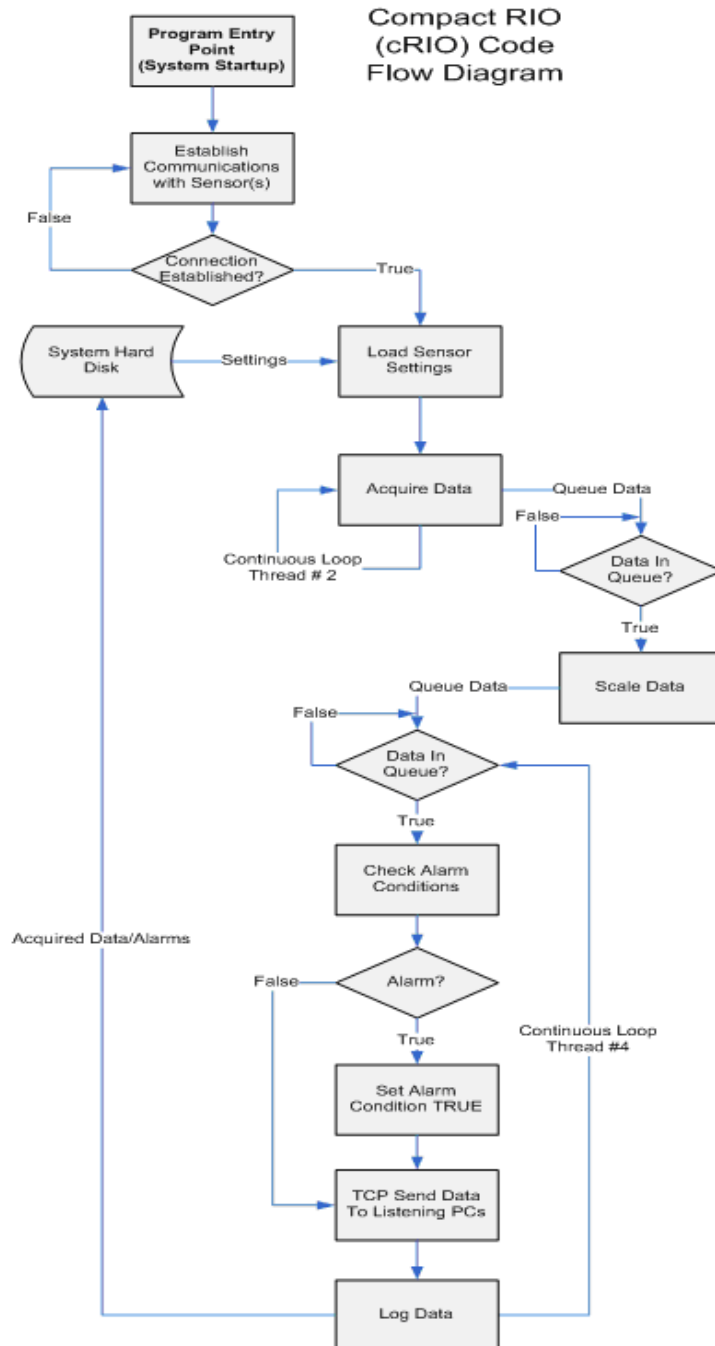 Compact RIO
(cRIO) Code
Flow Diagram
Program Entry
Point
(System Startup)
Establish
Communications
with Sensor(s)
False
Connection
Established?
True
System Hard
Disk
Settings
Load Sensor
Settings
Acquire Data
Queue Data
False
Continuous Loop
Thread # 2
Data In
Queue?
True
Scale Data
Queue Data
False
Data In
Queue?
True
Check Alarm
Conditions
Acquired Data/Alarms
False
Alarm?
True
Continuous Loop
Thread #4
Set Alarm
Condition TRUE
TCP Send Data
To Listening PCs
Log Data